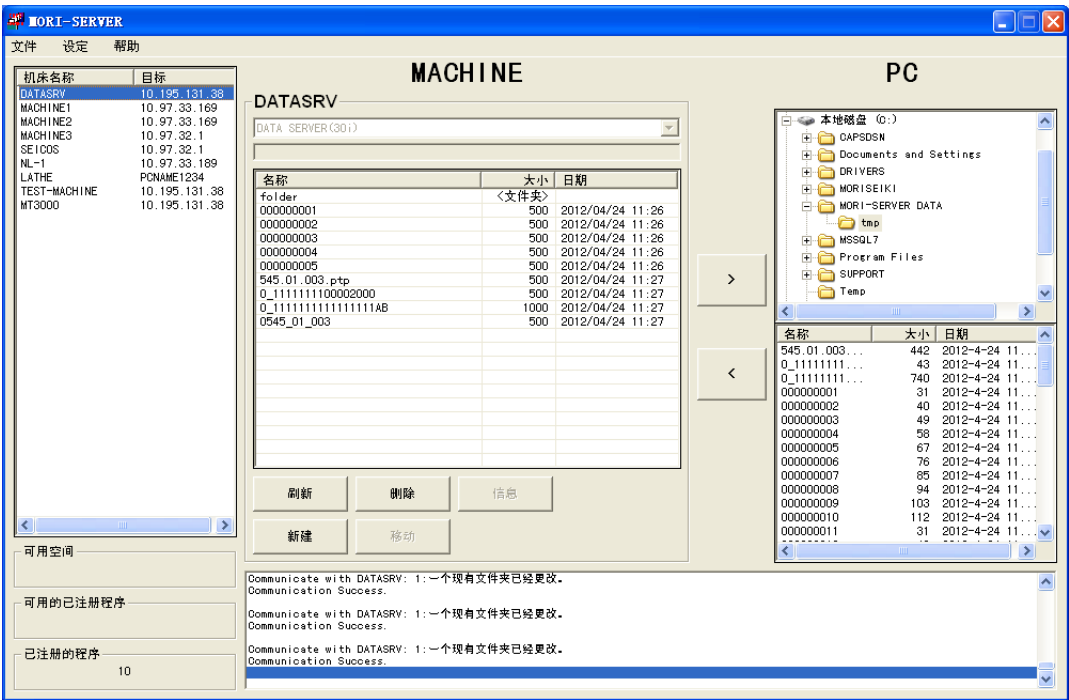 MORI-SERVER
文件 设定 帮助
MACHINE
PC
机床名称 目标
DATASRV 10.195.131.38
MACHINE1 10.97.33.169
MACHINE2 10.97.33.169
MACHINE3 10.97.32.1
SEICOS 10.97.32.1
NL-1 10.97.33.189
LATHE PCNAME1234
TEST-MACHINE 10.195.131.38
MT3000 10.195.131.38
可用空间
可用的已注册程序
已注册的程序
10
DATASRV
DATA SERVER(30i)
名称 大小 日期
folder <文件夹>
000000001 500 2012/04/24 11:26
000000002 500 2012/04/24 11:26
000000003 500 2012/04/24 11:26
000000004 500 2012/04/24 11:26
000000005 500 2012/04/24 11:26
545.01.003.ptp 500 2012/04/24 11:27
0_1111111100002000 500 2012/04/24 11:27
0_1111111111111111AB 1000 2012/04/24 11:27
0545_01_003 500 2012/04/24 11:27
刷新 删除 信息
新建 移动
>
<
本地磁盘 (C:)
CAPSDSN
Documents and Settings
DRIVERS
MORISEIKI
MORI-SERVER DATA
tmp
MSSQL7
Program Files
SUPPORT
Temp
名称 大小 日期
545.01.003... 442 2012-4-24 11...
0_11111111... 43 2012-4-24 11...
0_11111111... 740 2012-4-24 11...
000000001 31 2012-4-24 11...
000000002 40 2012-4-24 11...
000000003 49 2012-4-24 11...
000000004 58 2012-4-24 11...
000000005 67 2012-4-24 11...
000000006 76 2012-4-24 11...
000000007 85 2012-4-24 11...
000000008 94 2012-4-24 11...
000000009 103 2012-4-24 11...
000000010 112 2012-4-24 11...
000000011 31 2012-4-24 11...
Communicate with DATASRV: 1:一个现有文件夹已经更改。
Communication Success.
Communicate with DATASRV: 1:一个现有文件夹已经更改。
Communication Success.
Communicate with DATASRV: 1:一个现有文件夹已经更改。
Communication Success.